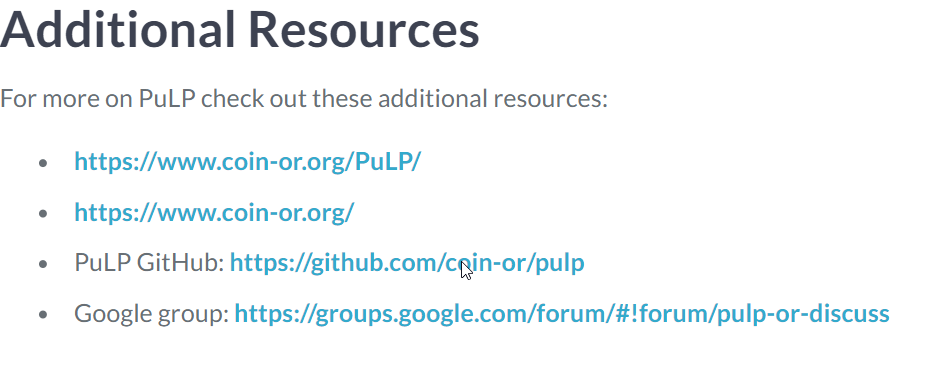 Additional Resources
For more on PuLP check out these additional resources:
https://www.coin-or.org/PuLP/
https://www.coin-or.org/
PuLP GitHub: https://github.com/coin-or/pulp
Google group: https://groups.google.com/forum/#!forum/pulp-or-discuss